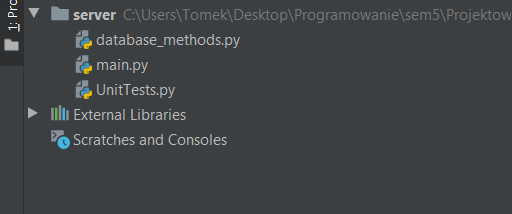 1: Pro
server C:\Users\Tomek\Desktop\Programowanie\sem5\Projektow
database_methods.py
main.py
UnitTests.py
External Libraries
Scratches and Consoles